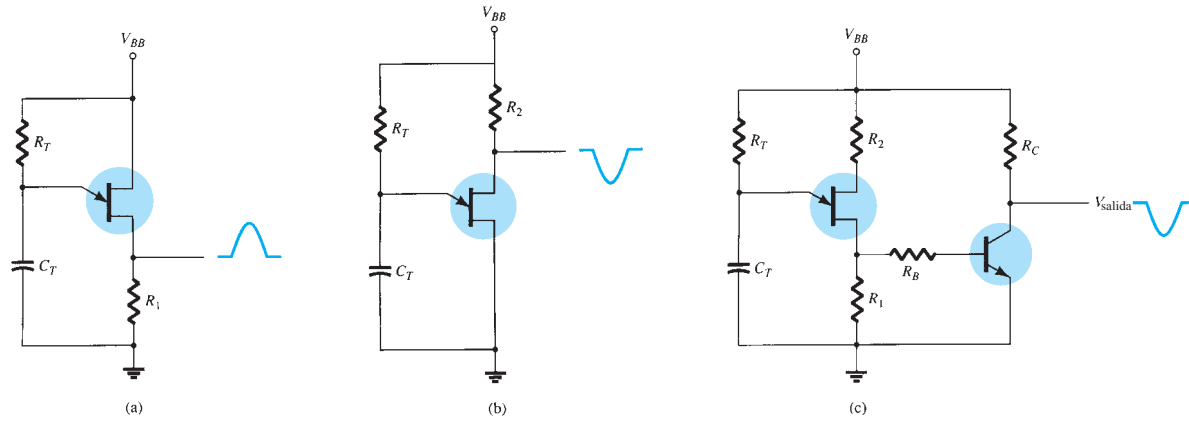 V_BB
R_T
C_T
R_1
(a)
V_BB
R_2
R_T
C_T
(b)
V_BB
R_T
R_2
R_C
V_salida
C_T
R_B
R_1
(c)